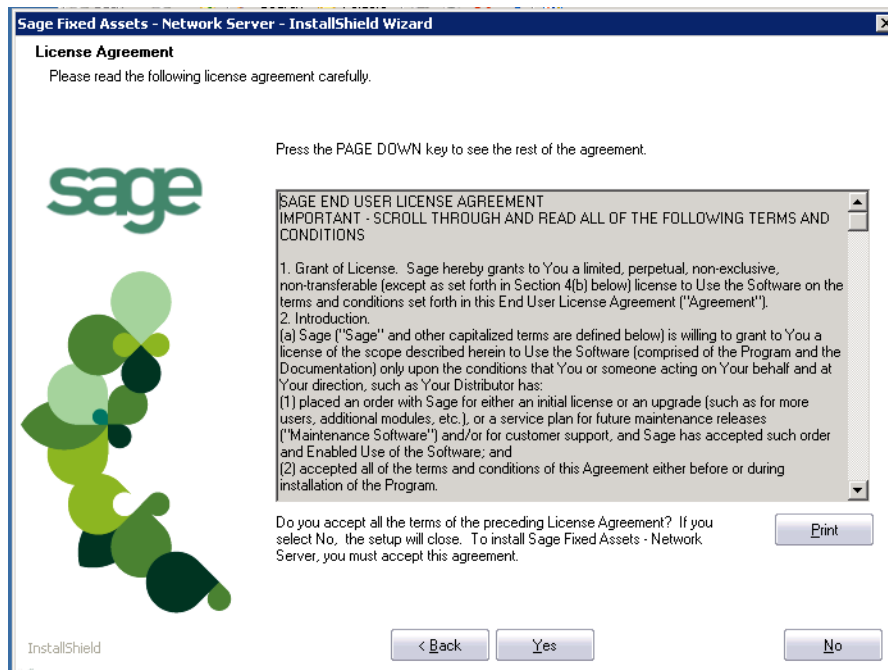 Sage Fixed Assets - Network Server - InstallShield Wizard
License Agreement
Please read the following license agreement carefully.
sage
Press the PAGE DOWN key to see the rest of the agreement.
SAGE END USER LICENSE AGREEMENT
IMPORTANT - SCROLL THROUGH AND READ ALL OF THE FOLLOWING TERMS AND
CONDITIONS
1. Grant of License.  Sage hereby grants to You a limited, perpetual, non-exclusive,
non-transferable (except as set forth in Section 4(b) below) license to Use the Software on the
terms and conditions set forth in this End User License Agreement ("Agreement").
2. Introduction.
(a) Sage ("Sage" and other capitalized terms are defined below) is willing to grant to You a
license of the scope described herein to Use the Software (comprised of the Program and the
Documentation) only upon the conditions that You or someone acting on Your behalf and at
Your direction, such as Your Distributor has:
(1) placed an order with Sage for either an initial license or an upgrade (such as for more
users, additional modules, etc.), or a service plan for future maintenance releases
("Maintenance Software") and/or for customer support, and Sage has accepted such order
and Enabled Use of the Software; and
(2) accepted all of the terms and conditions of this Agreement either before or during
installation of the Program.
Do you accept all the terms of the preceding License Agreement?  If you
select No,  the setup will close.  To install Sage Fixed Assets - Network
Server, you must accept this agreement.
Print
InstallShield
< Back
Yes
No